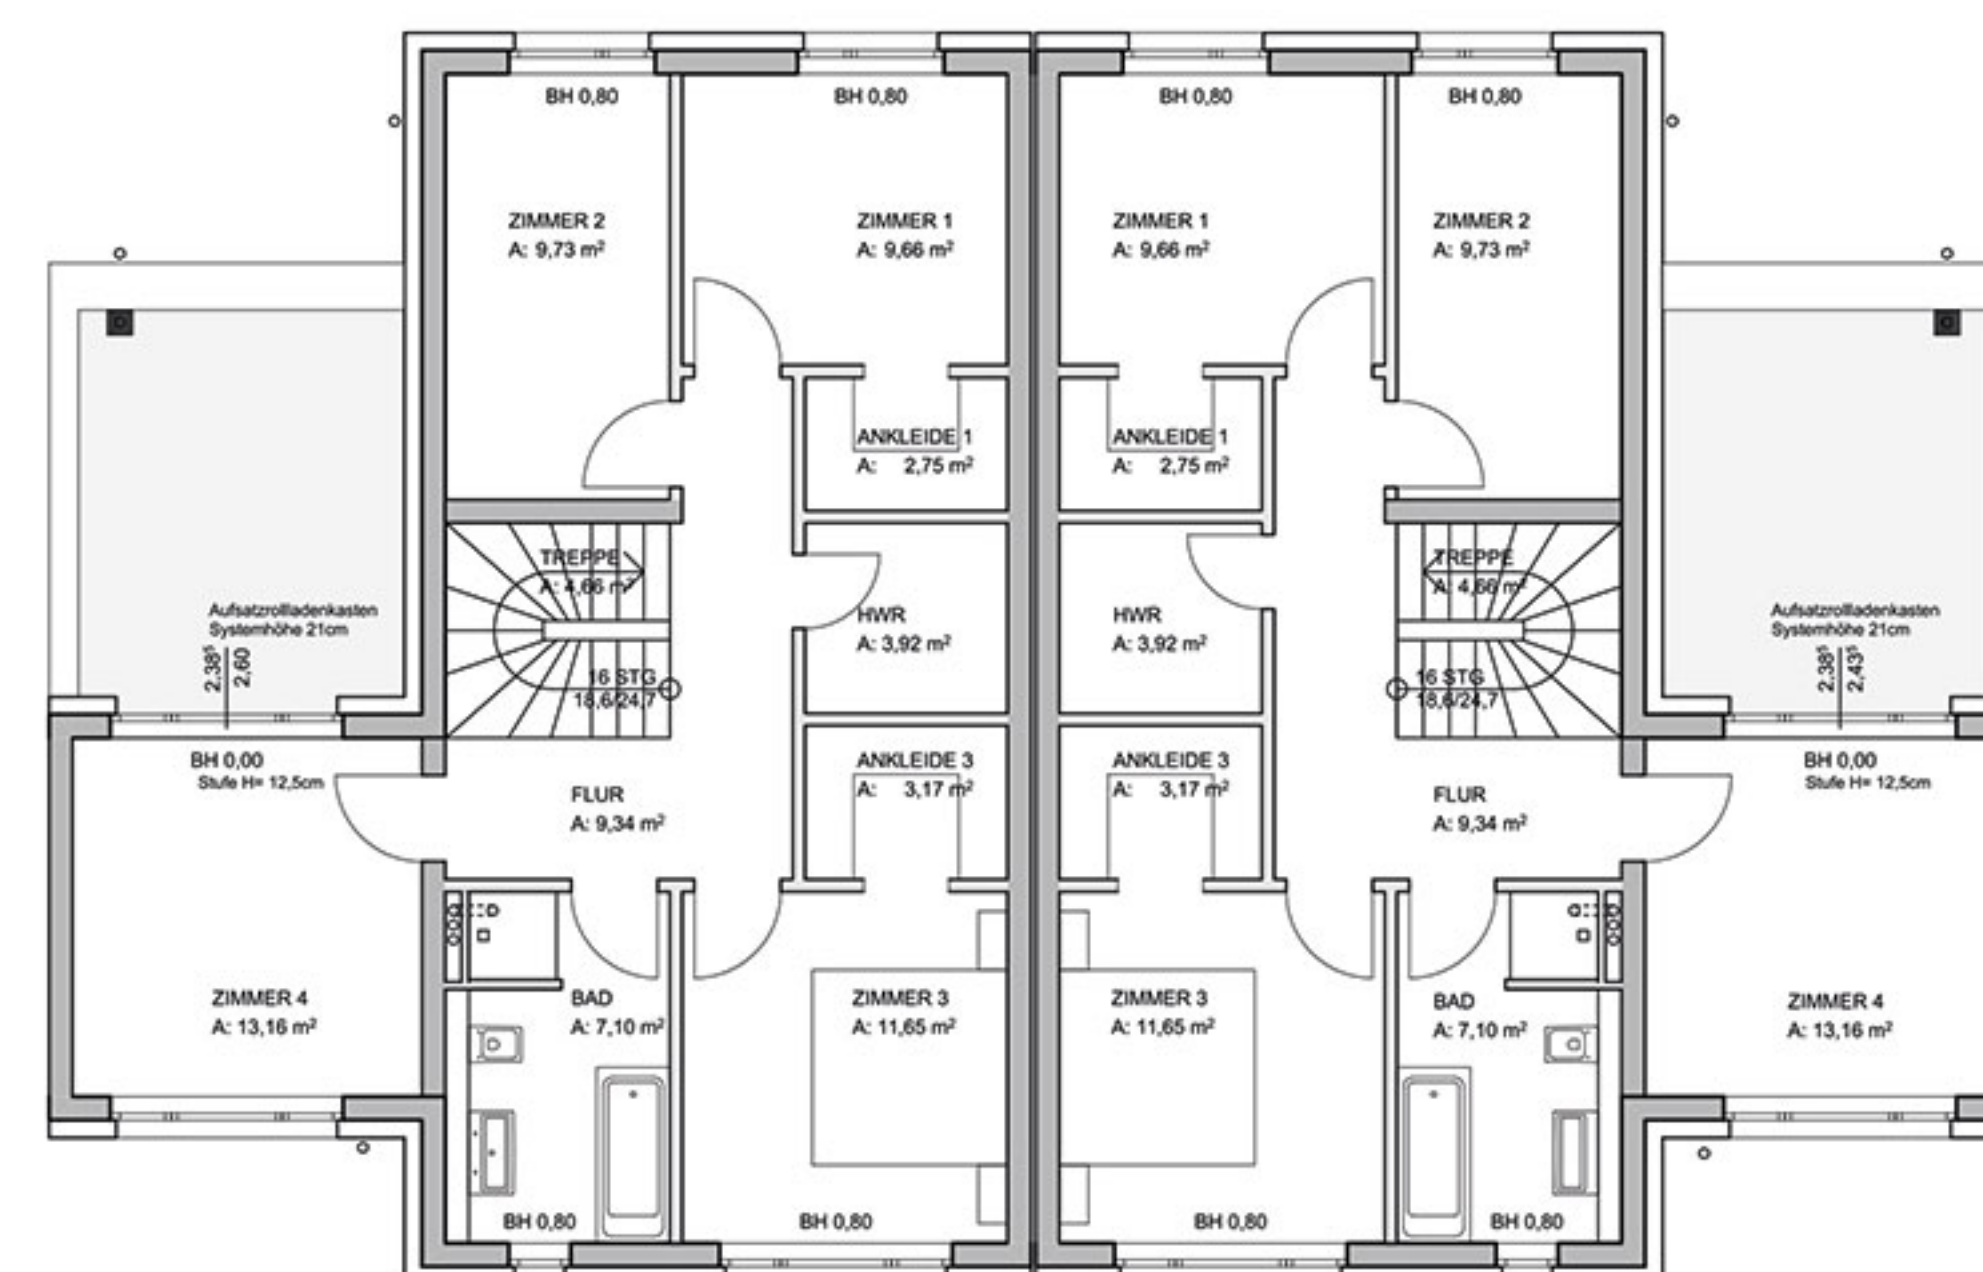 BH 0,80
BH 0,80
BH 0,80
BH 0,80
ZIMMER 2
A: 9,73 m²
ZIMMER 1
A: 9,66 m²
ZIMMER 1
A: 9,66 m²
ZIMMER 2
A: 9,73 m²
ANKLEIDE 1
A: 2,75 m²
ANKLEIDE 1
A: 2,75 m²
TREPPE
A: 4,66 m²
TREPPE
A: 4,66 m²
Aufsatzrollladenkasten
Systemhöhe 21cm
2,38⁵
2,60
HWR
A: 3,92 m²
HWR
A: 3,92 m²
Aufsatzrollladenkasten
Systemhöhe 21cm
2,38⁵
2,43⁵
16 STG
18,6/24,7
16 STG
18,6/24,7
BH 0,00
Stufe H= 12,5cm
ANKLEIDE 3
A: 3,17 m²
ANKLEIDE 3
A: 3,17 m²
BH 0,00
Stufe H= 12,5cm
FLUR
A: 9,34 m²
FLUR
A: 9,34 m²
ZIMMER 4
A: 13,16 m²
BAD
A: 7,10 m²
ZIMMER 3
A: 11,65 m²
ZIMMER 3
A: 11,65 m²
BAD
A: 7,10 m²
ZIMMER 4
A: 13,16 m²
BH 0,80
BH 0,80
BH 0,80
BH 0,80